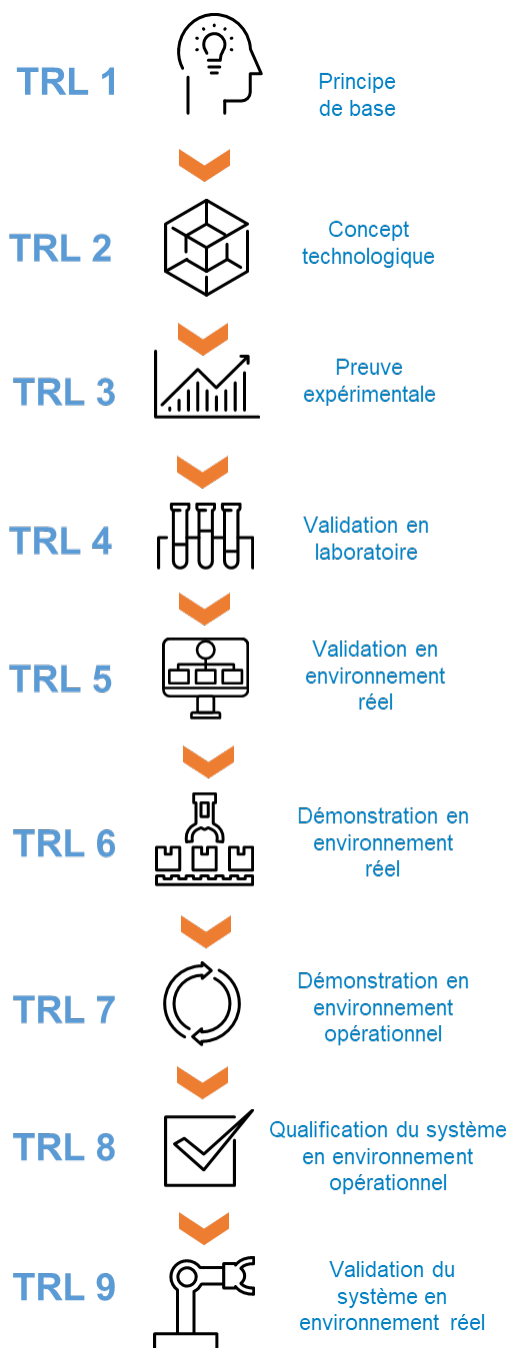 TRL 1
Principe
de base
TRL 2
Concept
technologique
TRL 3
Preuve
expérimentale
TRL 4
Validation en
laboratoire
TRL 5
Validation en
environnement
réel
TRL 6
Démonstration en
environnement
réel
TRL 7
Démonstration en
environnement
opérationnel
TRL 8
Qualification du système
en environnement
opérationnel
TRL 9
Validation du
système en
environnement réel